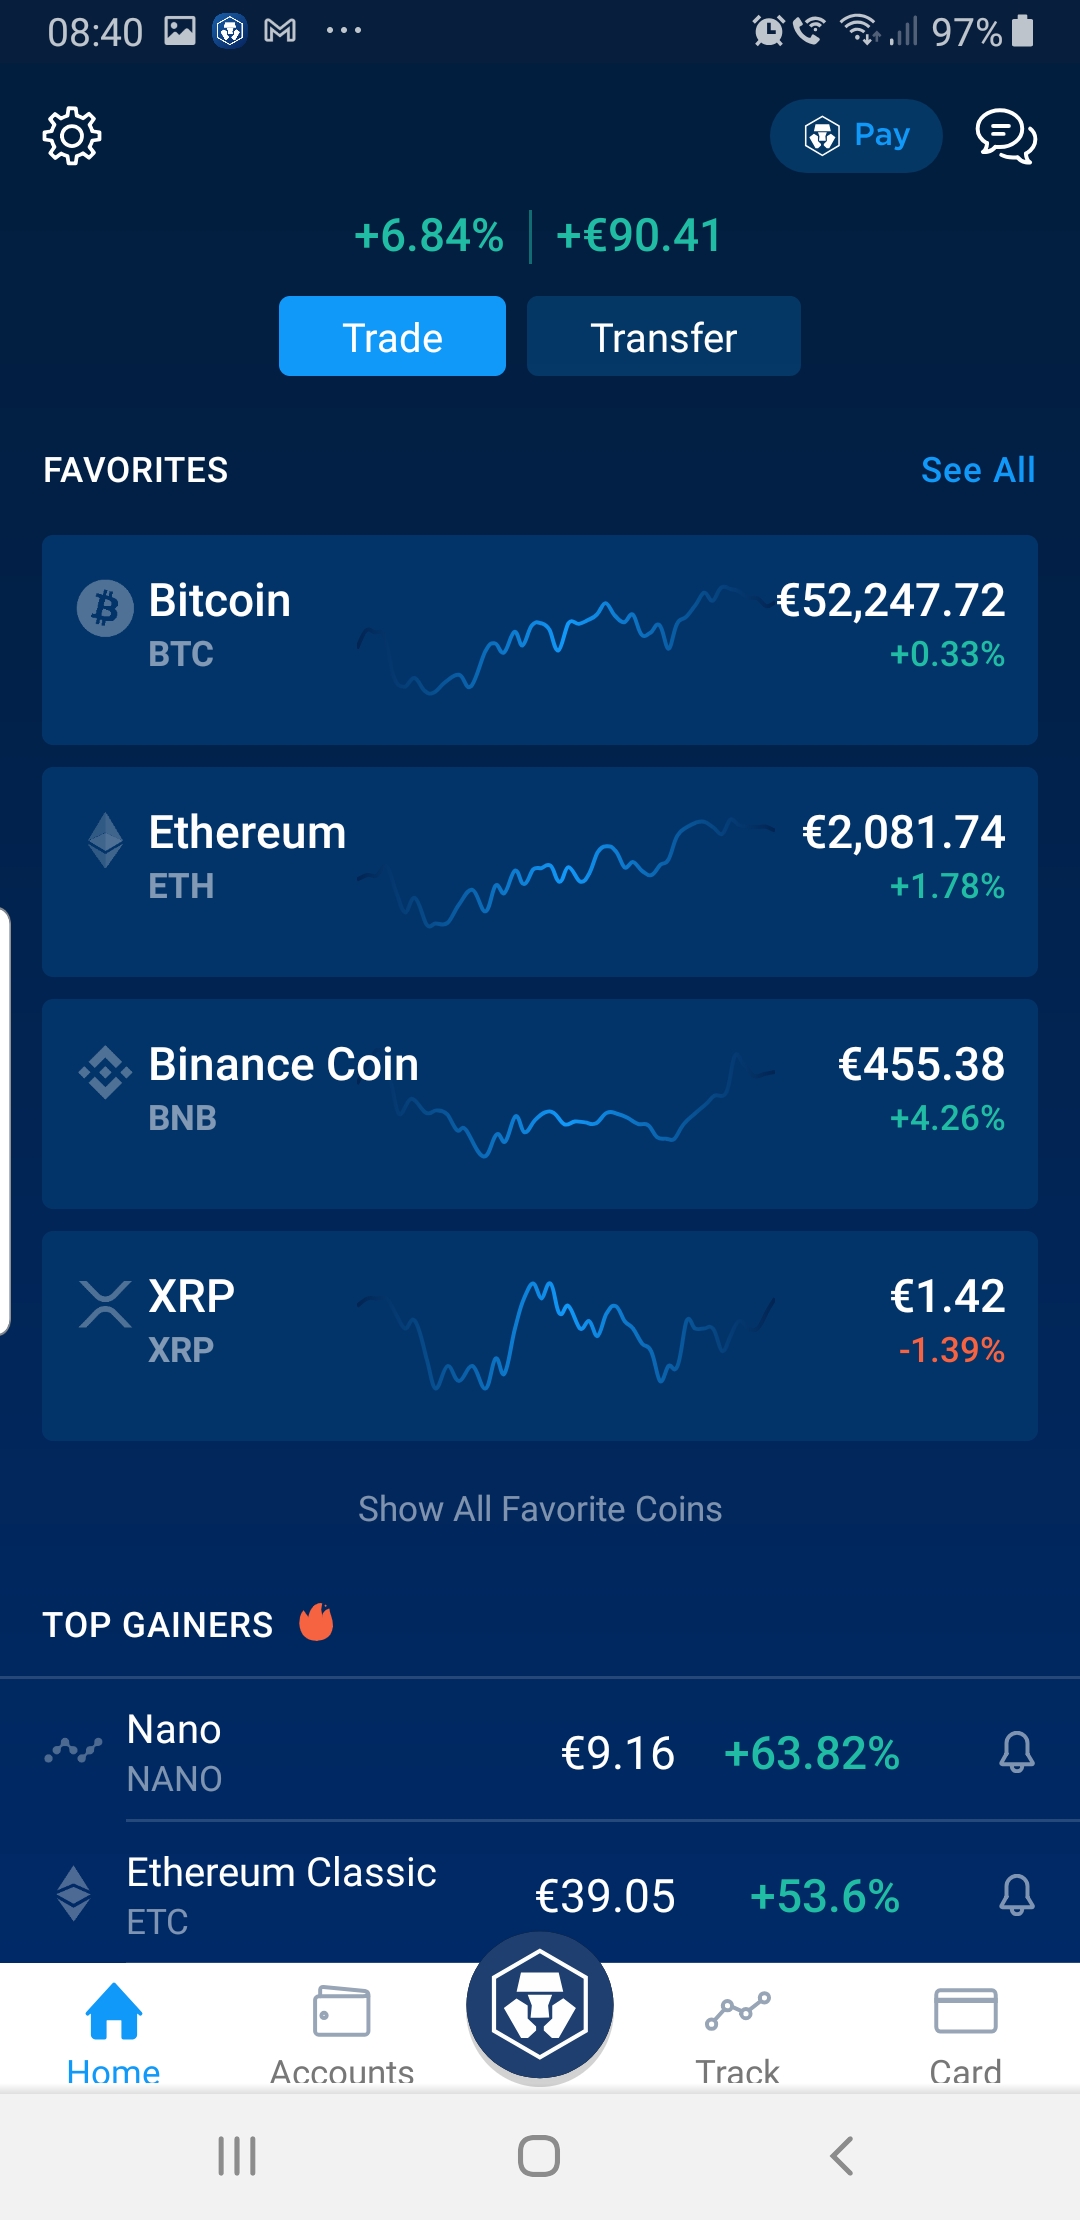 08:40 97%
Pay
+6.84% +€90.41
Trade Transfer
FAVORITES See All
Bitcoin €52,247.72
BTC +0.33%
Ethereum €2,081.74
ETH +1.78%
Binance Coin €455.38
BNB +4.26%
XRP €1.42
XRP -1.39%
Show All Favorite Coins
TOP GAINERS
Nano
NANO €9.16 +63.82%
Ethereum Classic
ETC €39.05 +53.6%
Home Accounts Track Card